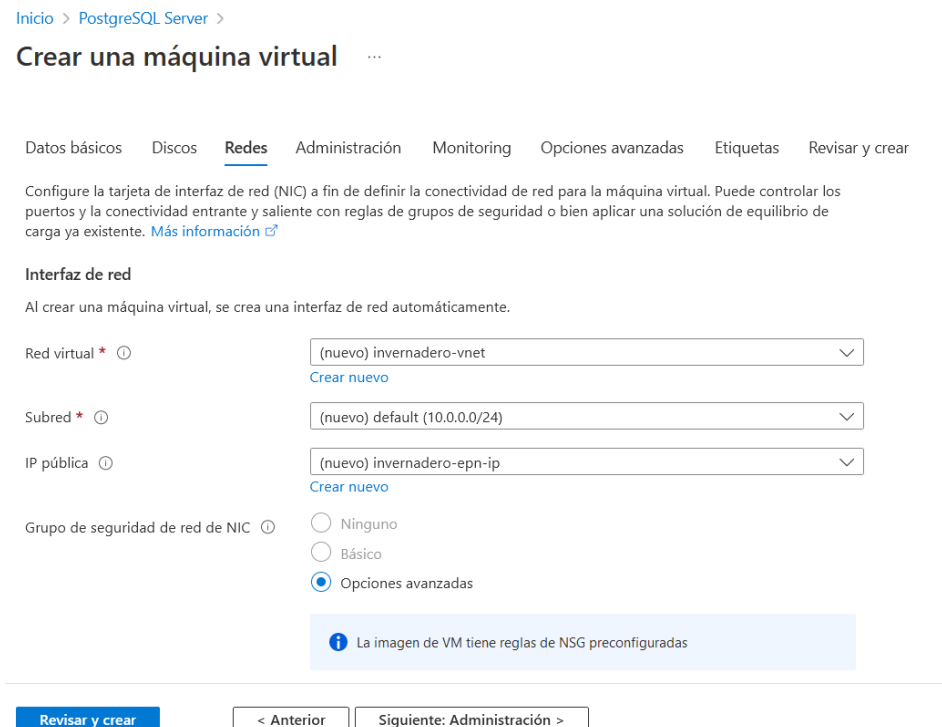 Inicio > PostgreSQL Server >
Crear una máquina virtual ...
Datos básicos Discos Redes Administración Monitoring Opciones avanzadas Etiquetas Revisar y crear
Configure la tarjeta de interfaz de red (NIC) a fin de definir la conectividad de red para la máquina virtual. Puede controlar los
puertos y la conectividad entrante y saliente con reglas de grupos de seguridad o bien aplicar una solución de equilibrio de
carga ya existente. Más información
Interfaz de red
Al crear una máquina virtual, se crea una interfaz de red automáticamente.
Red virtual * (nuevo) invernadero-vnet
Crear nuevo
Subred * (nuevo) default (10.0.0.0/24)
IP pública (nuevo) invernadero-epn-ip
Crear nuevo
Grupo de seguridad de red de NIC
Ninguno
Básico
Opciones avanzadas
La imagen de VM tiene reglas de NSG preconfiguradas
Revisar y crear < Anterior Siguiente: Administración >